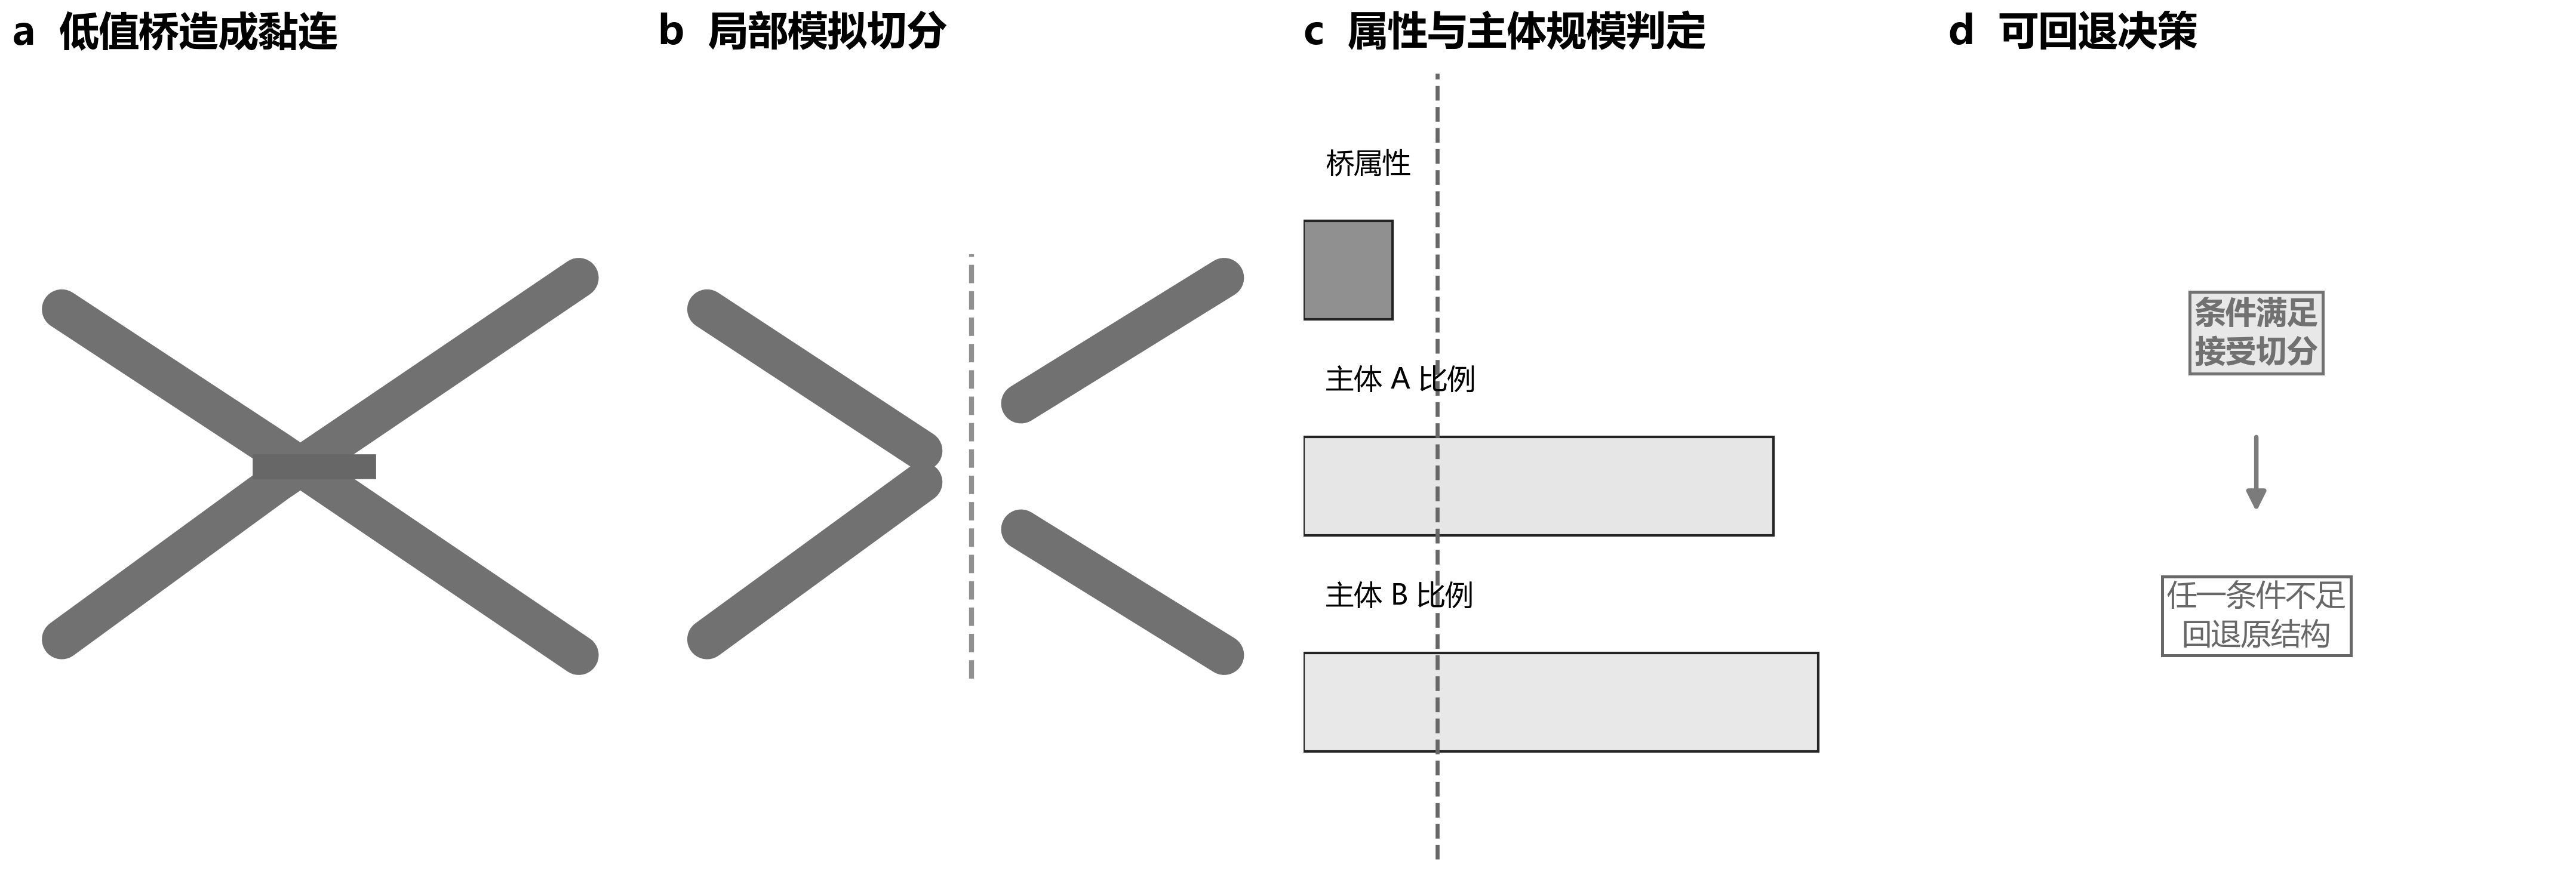 a 低值桥造成黏连
b 局部模拟切分
c 属性与主体规模判定
桥属性
主体 A 比例
主体 B 比例
d 可回退决策
条件满足
接受切分
任一条件不足
回退原结构